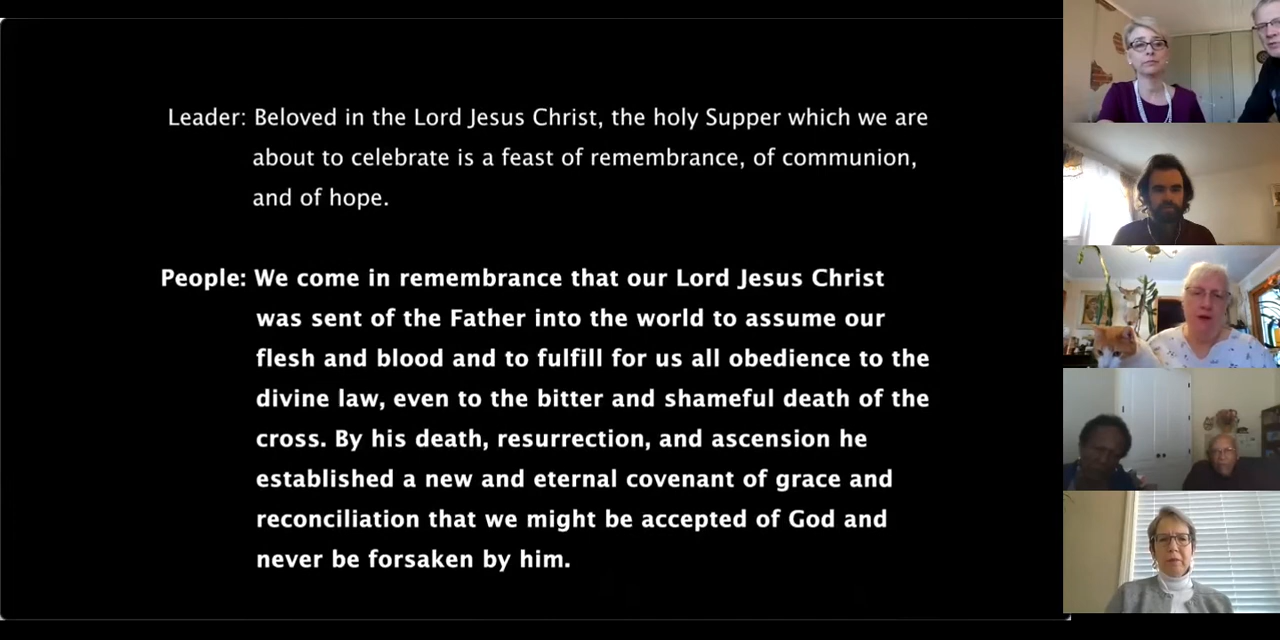 Leader: Beloved in the Lord Jesus Christ, the holy Supper which we are
about to celebrate is a feast of remembrance, of communion,
and of hope.
People: We come in remembrance that our Lord Jesus Christ
was sent of the Father into the world to assume our
flesh and blood and to fulfill for us all obedience to the
divine law, even to the bitter and shameful death of the
cross. By his death, resurrection, and ascension he
established a new and eternal covenant of grace and
reconciliation that we might be accepted of God and
never be forsaken by him.